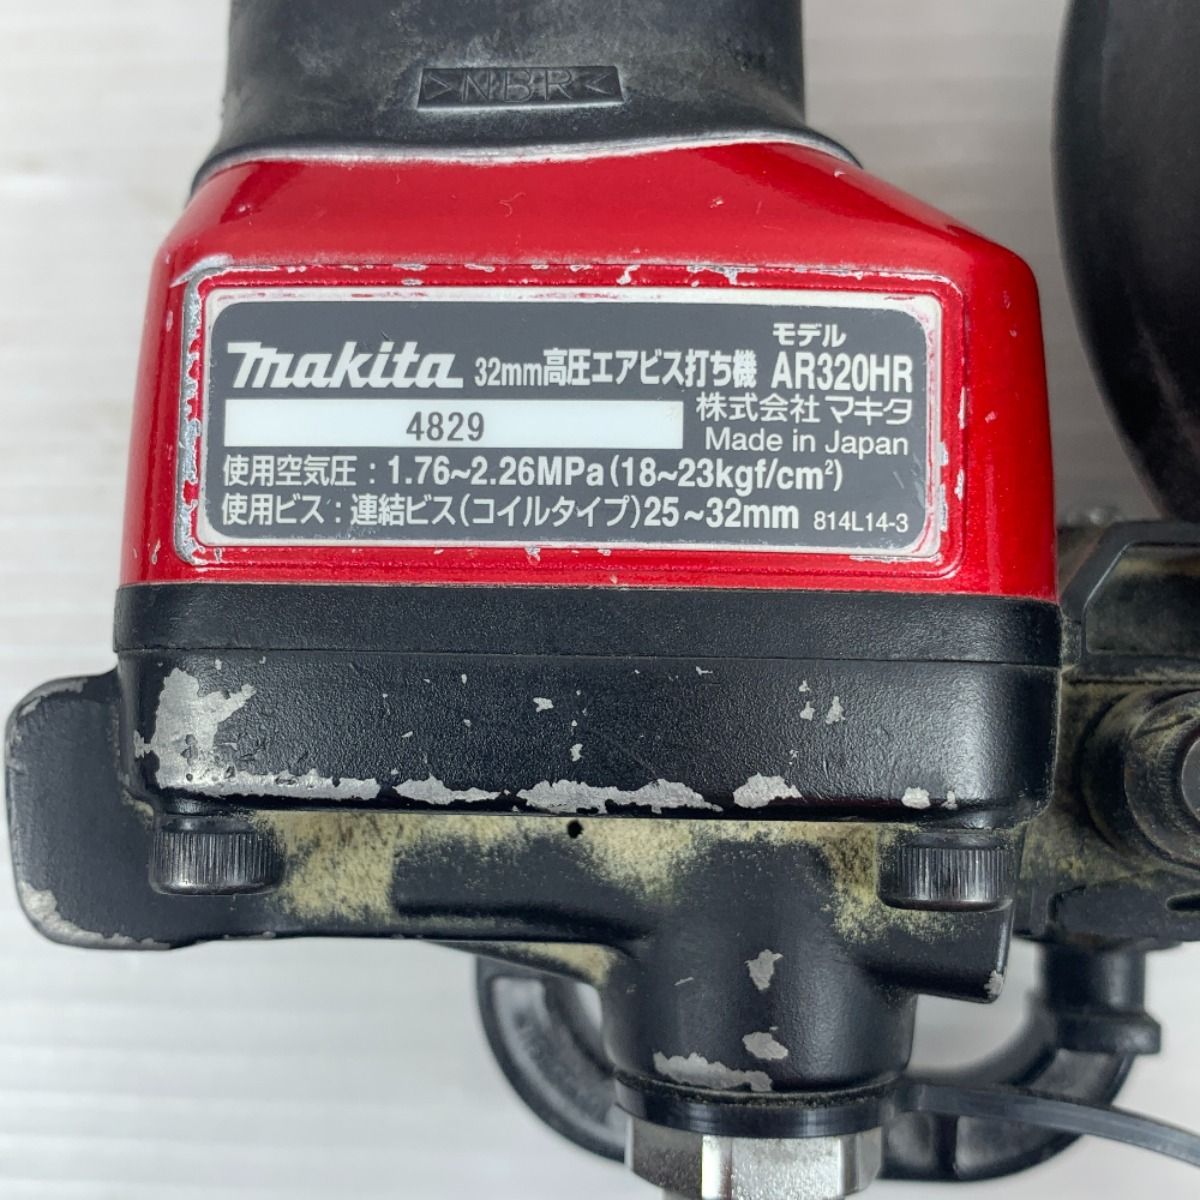 >NBR<
makita 32mm高圧エアビス打ち機 モデル AR320HR
4829 株式会社 マキタ
Made in Japan
使用空気圧:1.76~2.26MPa(18~23kgf/cm²)
使用ビス:連結ビス(コイルタイプ)25~32mm 814L14-3